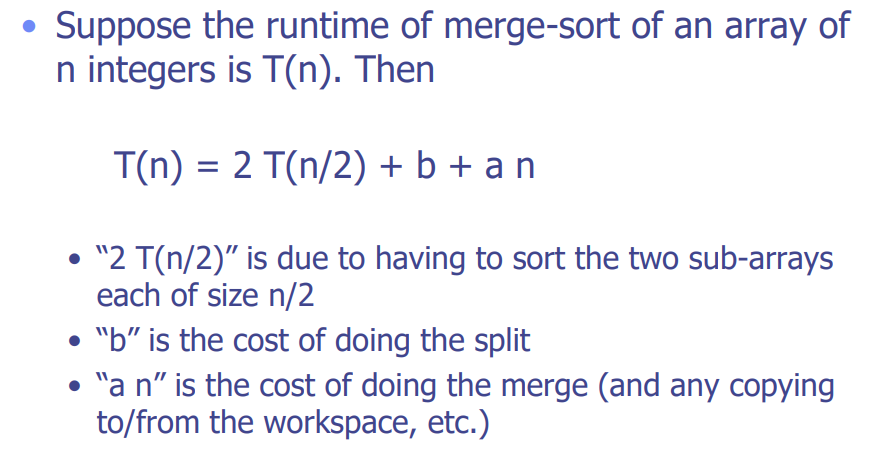 • Suppose the runtime of merge-sort of an array of
n integers is T(n). Then
T(n) = 2 T(n/2) + b + a n
• “2 T(n/2)” is due to having to sort the two sub-arrays
each of size n/2
• “b” is the cost of doing the split
• “a n” is the cost of doing the merge (and any copying
to/from the workspace, etc.)